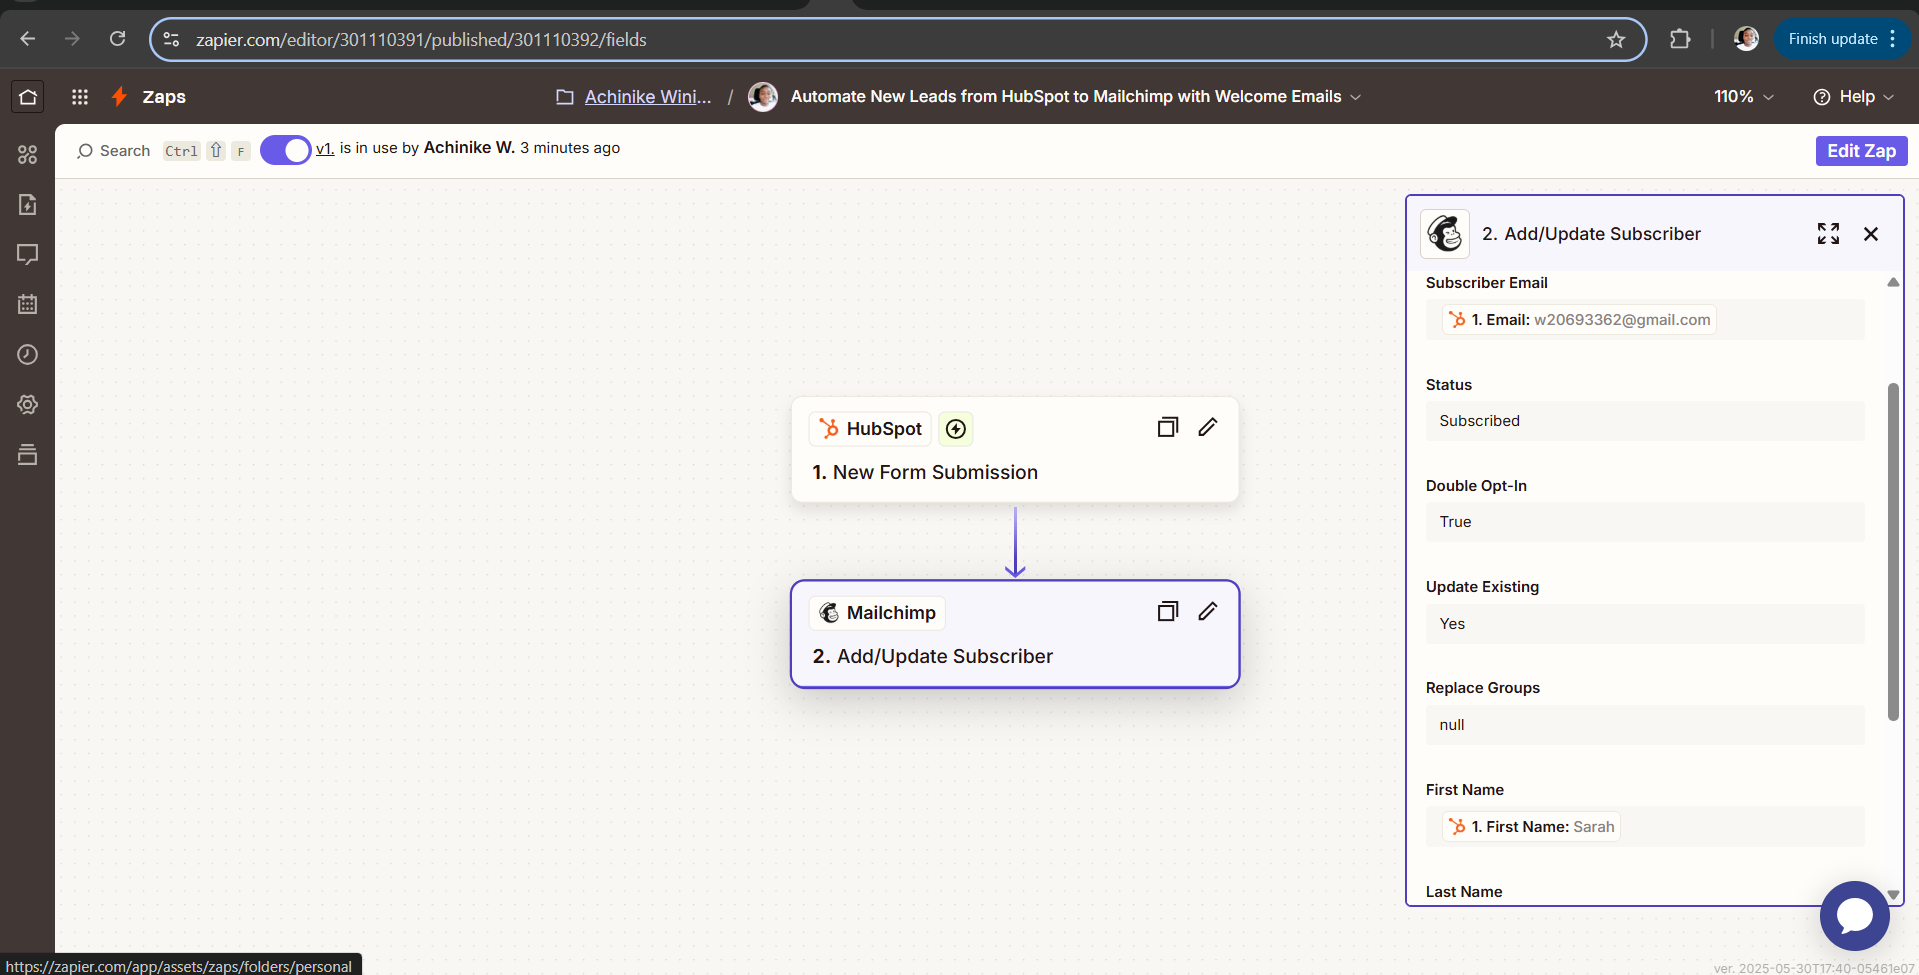 zapier.com/editor/301110391/published/301110392/fields
Finish update
Zaps
Achinike Wini... / Automate New Leads from HubSpot to Mailchimp with Welcome Emails
110%
Help
Search Ctrl ⇧ F
v1. is in use by Achinike W. 3 minutes ago
Edit Zap
HubSpot
1. New Form Submission
Mailchimp
2. Add/Update Subscriber
2. Add/Update Subscriber
Subscriber Email
1. Email: w20693362@gmail.com
Status
Subscribed
Double Opt-In
True
Update Existing
Yes
Replace Groups
null
First Name
1. First Name: Sarah
Last Name
https://zapier.com/app/assets/zaps/folders/personal
ver. 2025-05-30T17:40-05461e07